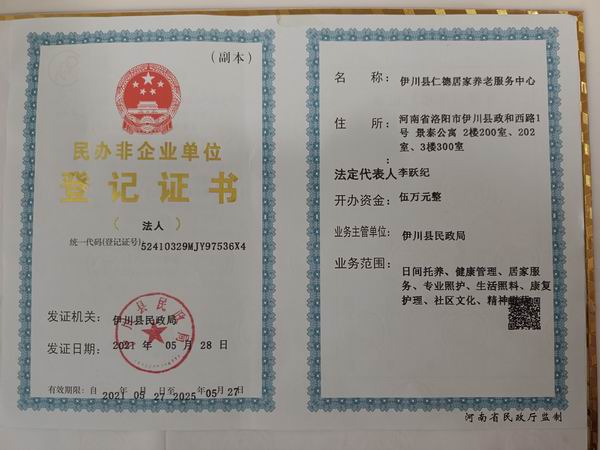 （副本）
民办非企业单位
登记证书
（法人）
统一代码(登记证号)52410329MJY97536X4
发证机关：伊川县民政局
发证日期：2021 年 05 月 28 日
有效期限：自 2021 年 05 月 27 日至 2025 年 05 月 27 日
名称：伊川县仁德居家养老服务中心
住所：河南省洛阳市伊川县政和西路1
号 景泰公寓 2楼200室、202
室、3楼300室
法定代表人：李跃纪
开办资金：伍万元整
业务主管单位：伊川县民政局
业务范围：
日间托养、健康管理、居家服
务、专业照护、生活照料、康复
护理、社区文化、精神
河南省民政厅监制